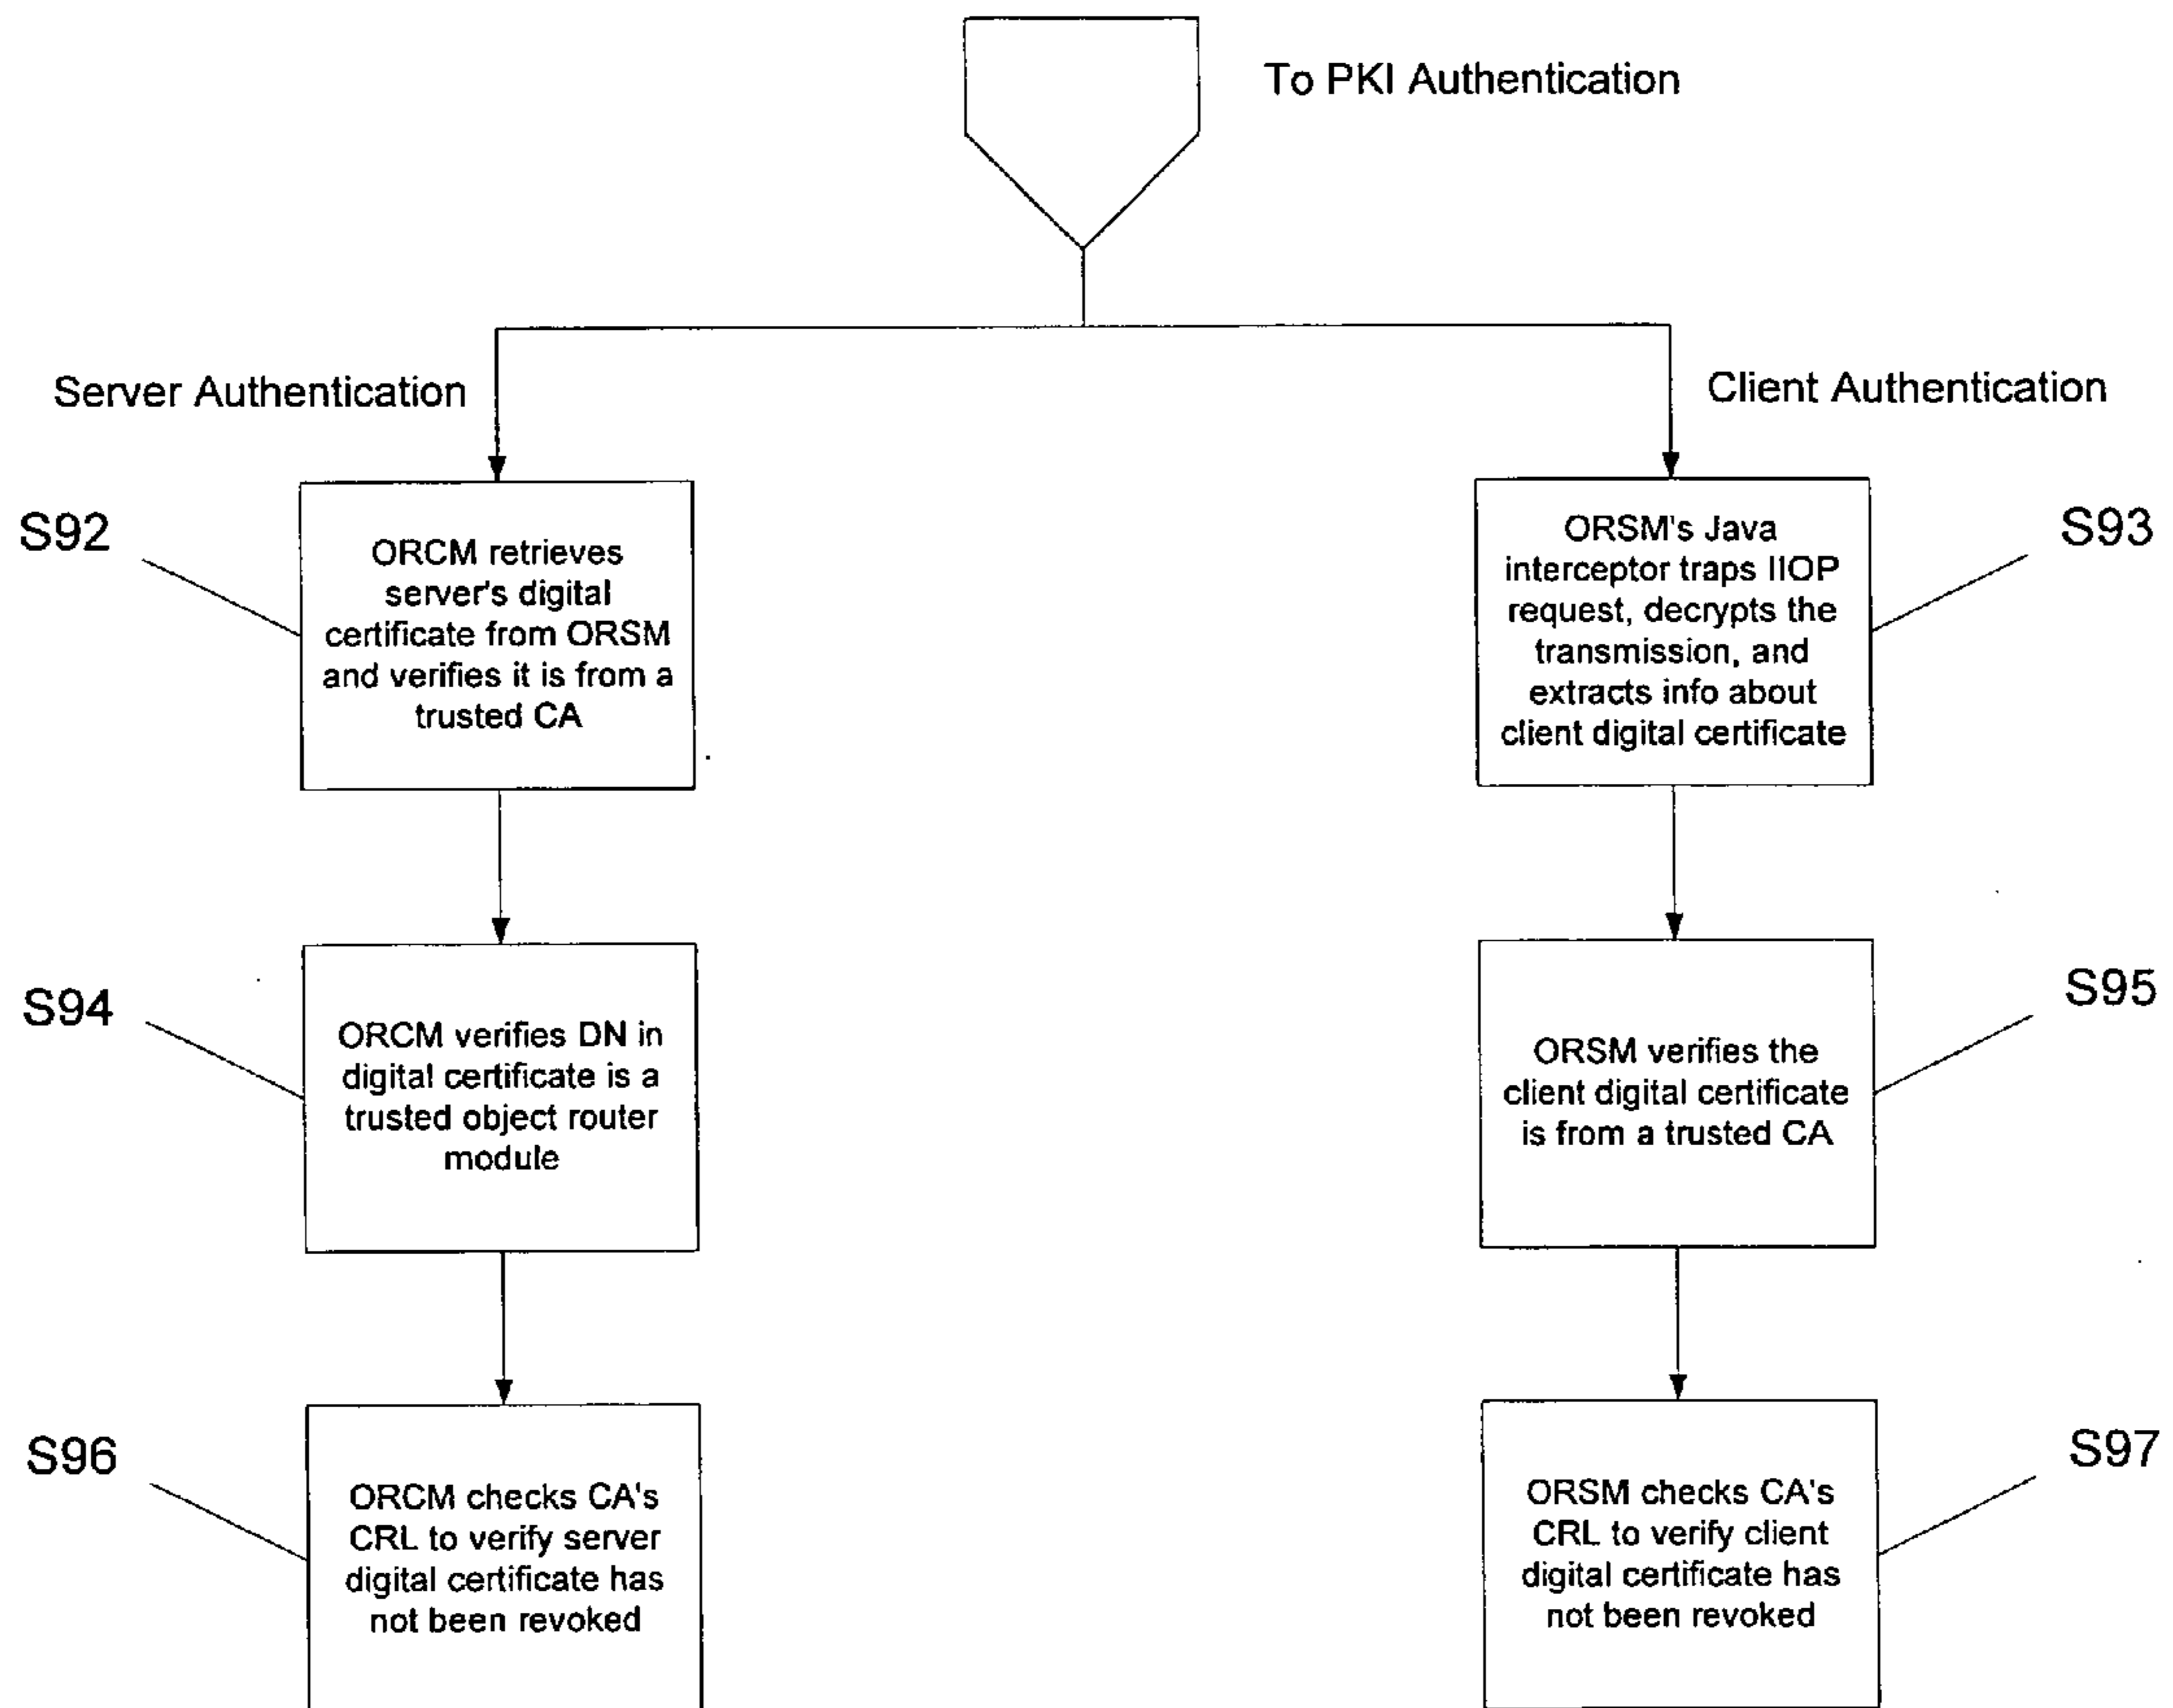 To PKI Authentication
Server Authentication
Client Authentication
S92
ORCM retrieves
server's digital
certificate from ORSM
and verifies it is from a
trusted CA
S93
ORSM's Java
interceptor traps IIOP
request, decrypts the
transmission, and
extracts info about
client digital certificate
S94
ORCM verifies DN in
digital certificate is a
trusted object router
module
S95
ORSM verifies the
client digital certificate
is from a trusted CA
S96
ORCM checks CA's
CRL to verify server
digital certificate has
not been revoked
S97
ORSM checks CA's
CRL to verify client
digital certificate has
not been revoked